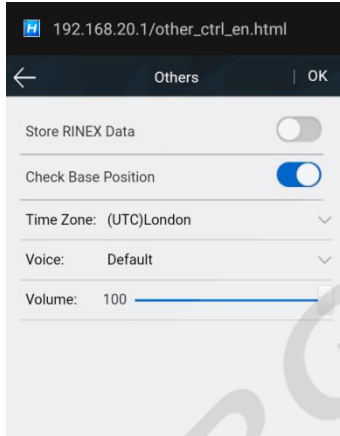 H 192.168.20.1/other_ctrl_en.html
Others | OK
Store RINEX Data
Check Base Position
Time Zone: (UTC)London
Voice: Default
Volume: 100